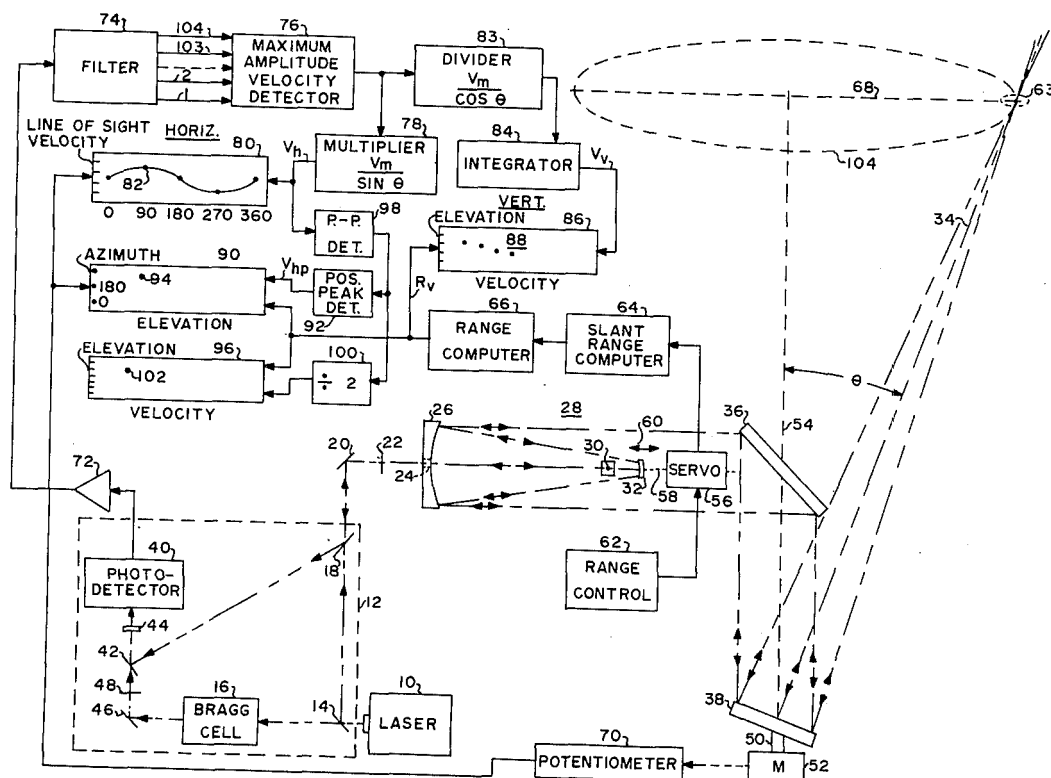 74
FILTER
104
103
2
1
76
MAXIMUM
AMPLITUDE
VELOCITY
DETECTOR
83
DIVIDER
Vm
COS θ
68
63
104
34
LINE OF SIGHT
VELOCITY
HORIZ.
80
82
0 90 180 270 360
Vh
78
MULTIPLIER
Vm
SIN θ
84
INTEGRATOR
Vv
VERT.
98
P.-P.
DET.
ELEVATION
86
88
VELOCITY
AZIMUTH
90
94
180
0
ELEVATION
Vhp
POS.
PEAK
DET.
92
Rv
66
RANGE
COMPUTER
64
SLANT
RANGE
COMPUTER
ELEVATION
96
102
VELOCITY
100
÷ 2
θ
26
28
60
36
54
20
22
24
30
32
58
SERVO
56
72
40
PHOTO-
DETECTOR
18
12
62
RANGE
CONTROL
44
42
48
46
16
BRAGG
CELL
14
10
LASER
38
50
70
POTENTIOMETER
M
52